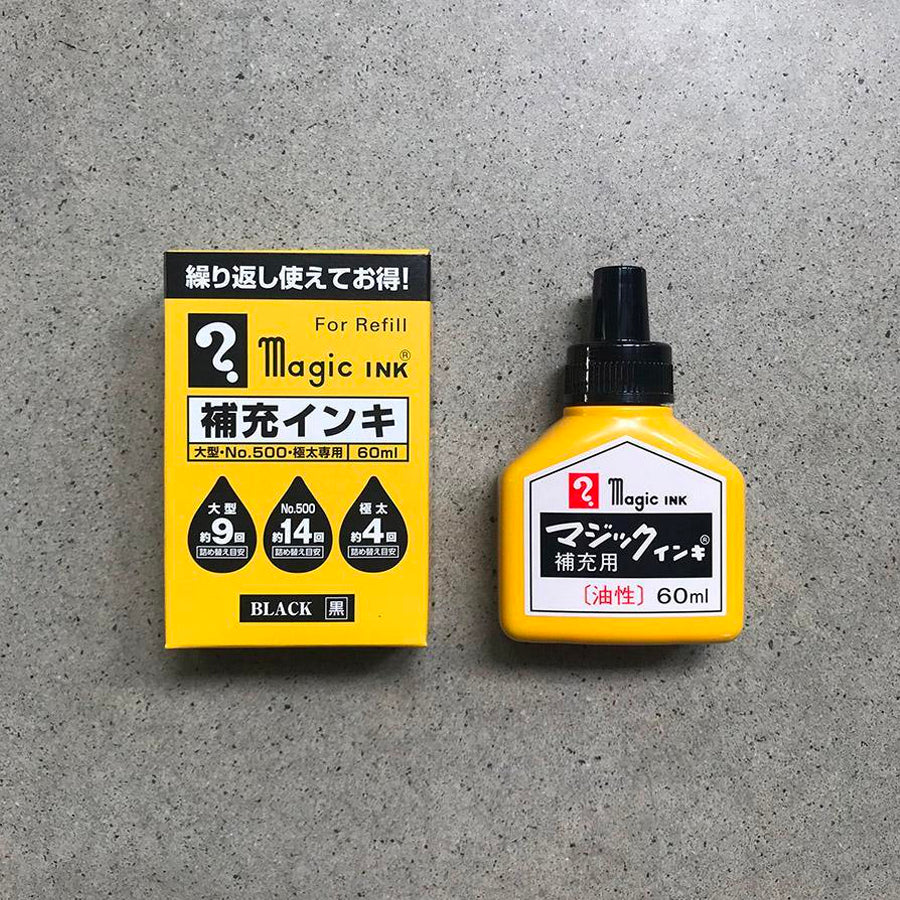 繰り返し使えてお得!
For Refill
?
magic INK®
補充インキ
大型・No.500・極太専用 60ml
大型
約9回
詰め替え目安
No.500
約14回
詰め替え目安
極太
約4回
詰め替え目安
BLACK 黒
? magic INK
マジックインキ®
補充用
〔油性〕 60ml